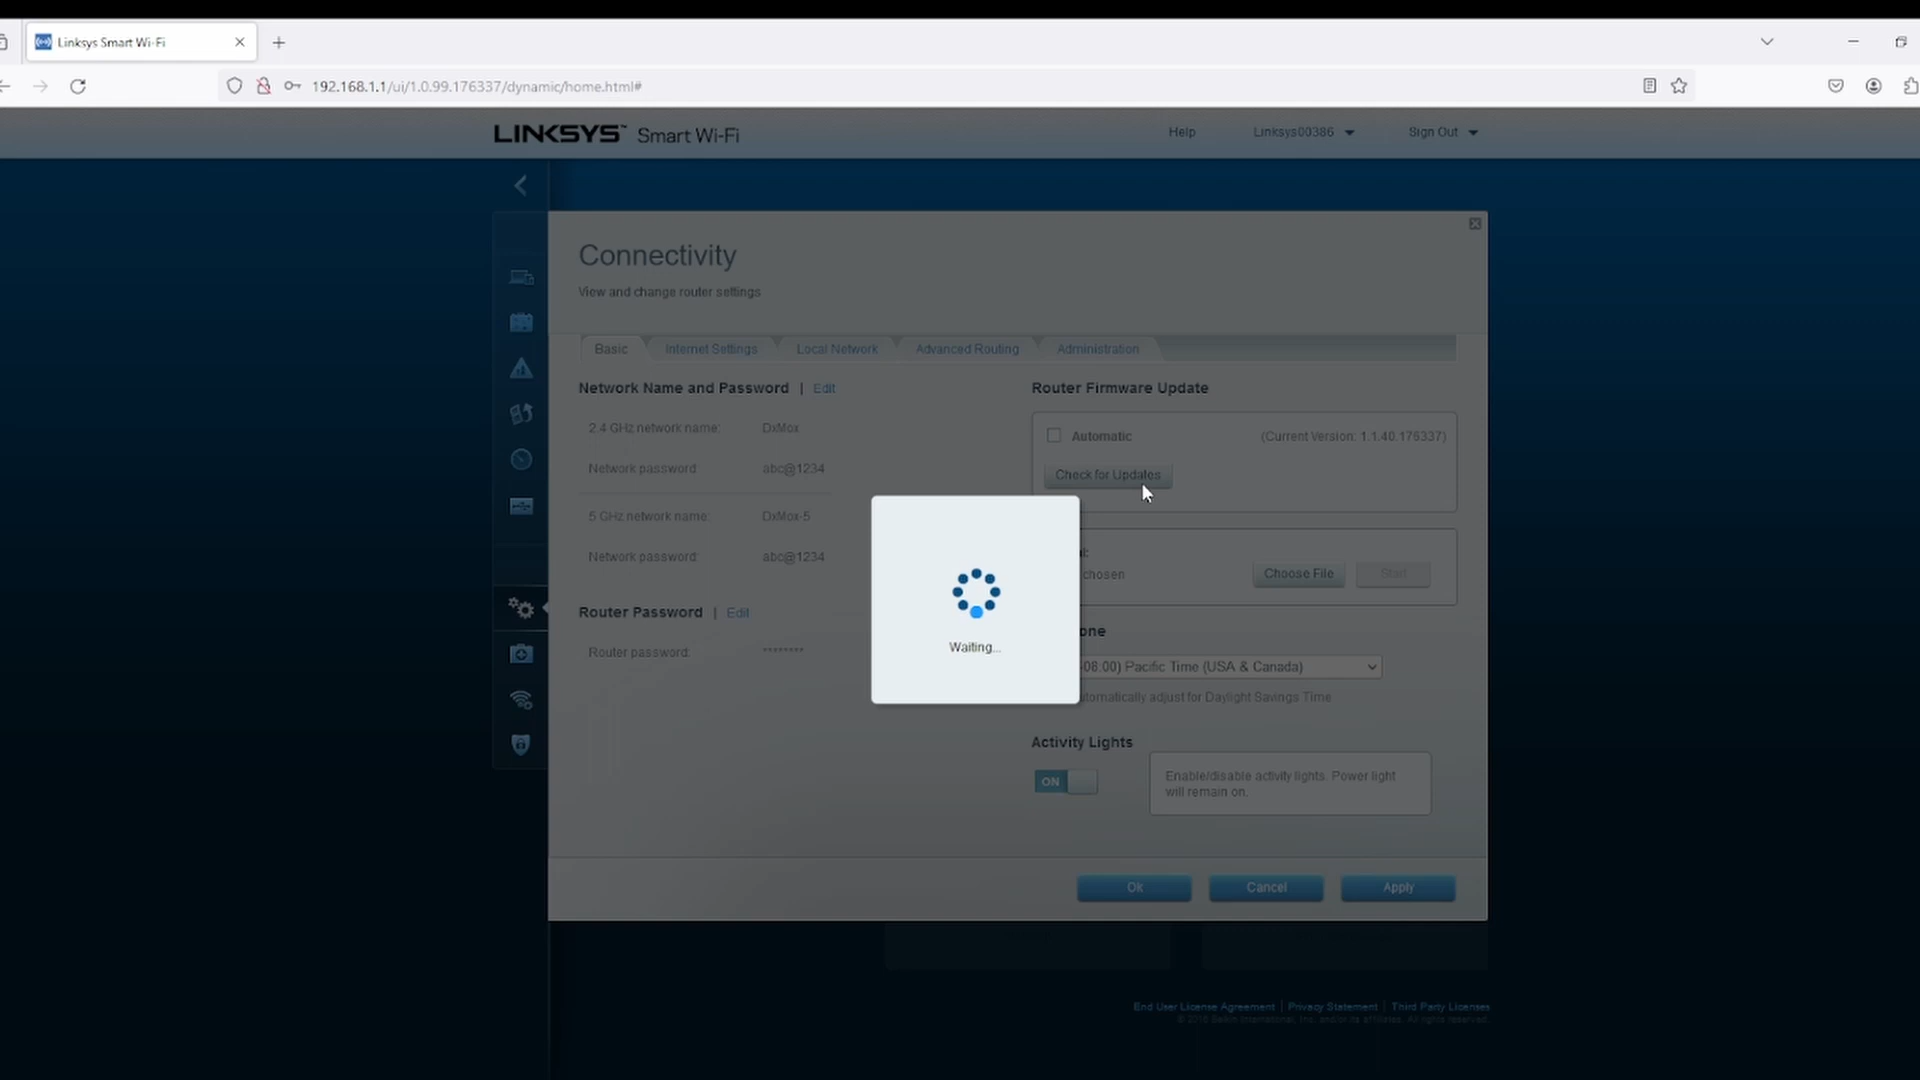 Linksys Smart Wi-Fi
192.168.1.1/ui/1.0.99.176337/dynamic/home.html#
LINKSYS™ Smart Wi-Fi
Help
Linksys00386
Sign Out
Connectivity
View and change router settings
Basic
Internet Settings
Local Network
Advanced Routing
Administration
Network Name and Password | Edit
2.4 GHz network name: DxMox
Network password: abc@1234
5 GHz network name: DxMox-5
Network password: abc@1234
Router Password | Edit
Router password: ********
Router Firmware Update
Automatic
(Current Version: 1.1.40.176337)
Check for Updates
chosen
Choose File
Start
Waiting...
08:00) Pacific Time (USA & Canada)
utomatically adjust for Daylight Savings Time
Activity Lights
ON
Enable/disable activity lights. Power light
will remain on.
Ok
Cancel
Apply
End User License Agreement | Privacy Statement | Third Party Licenses